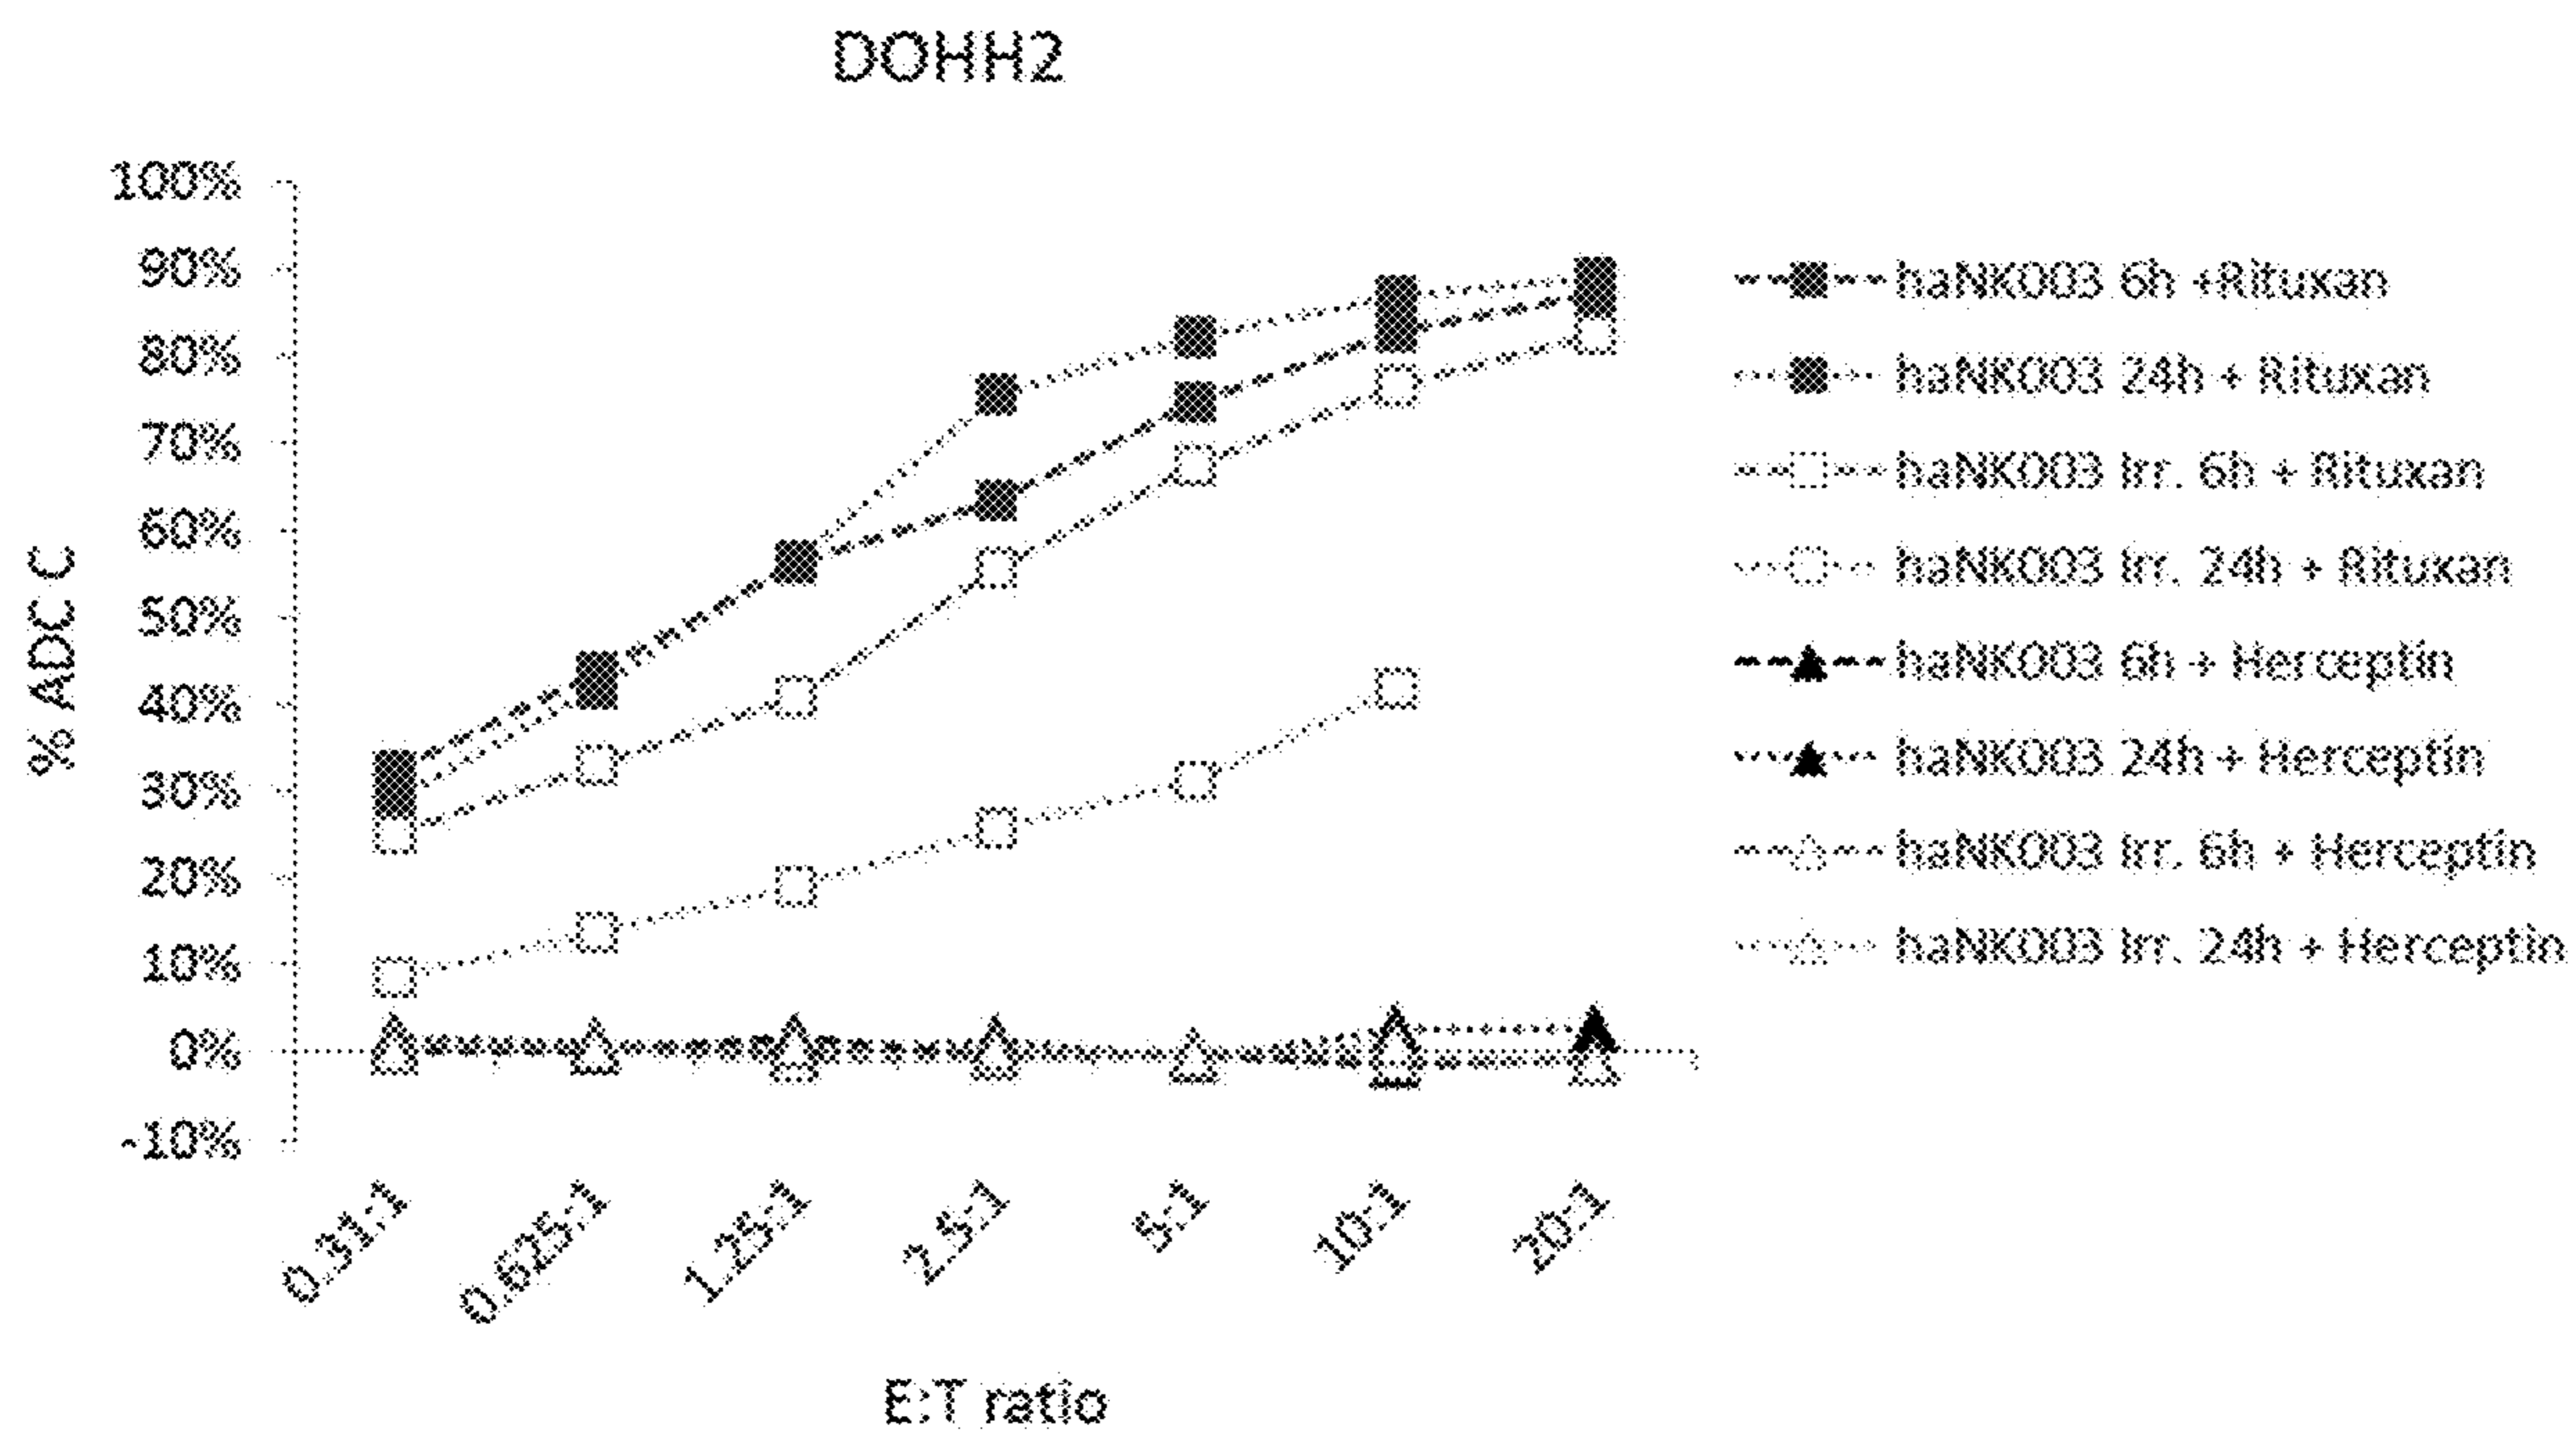 DOHH2
100%
90%
80%
70%
60%
50%
40%
30%
20%
10%
0%
-10%
% ADC C
0.31:1
0.625:1
1.25:1
2.5:1
5:1
10:1
20:1
E:T ratio
haNK003 6h +Rituxan
haNK003 24h + Rituxan
haNK003 Irr. 6h + Rituxan
haNK003 Irr. 24h + Rituxan
haNK003 6h + Herceptin
haNK003 24h + Herceptin
haNK003 Irr. 6h + Herceptin
haNK003 Irr. 24h + Herceptin